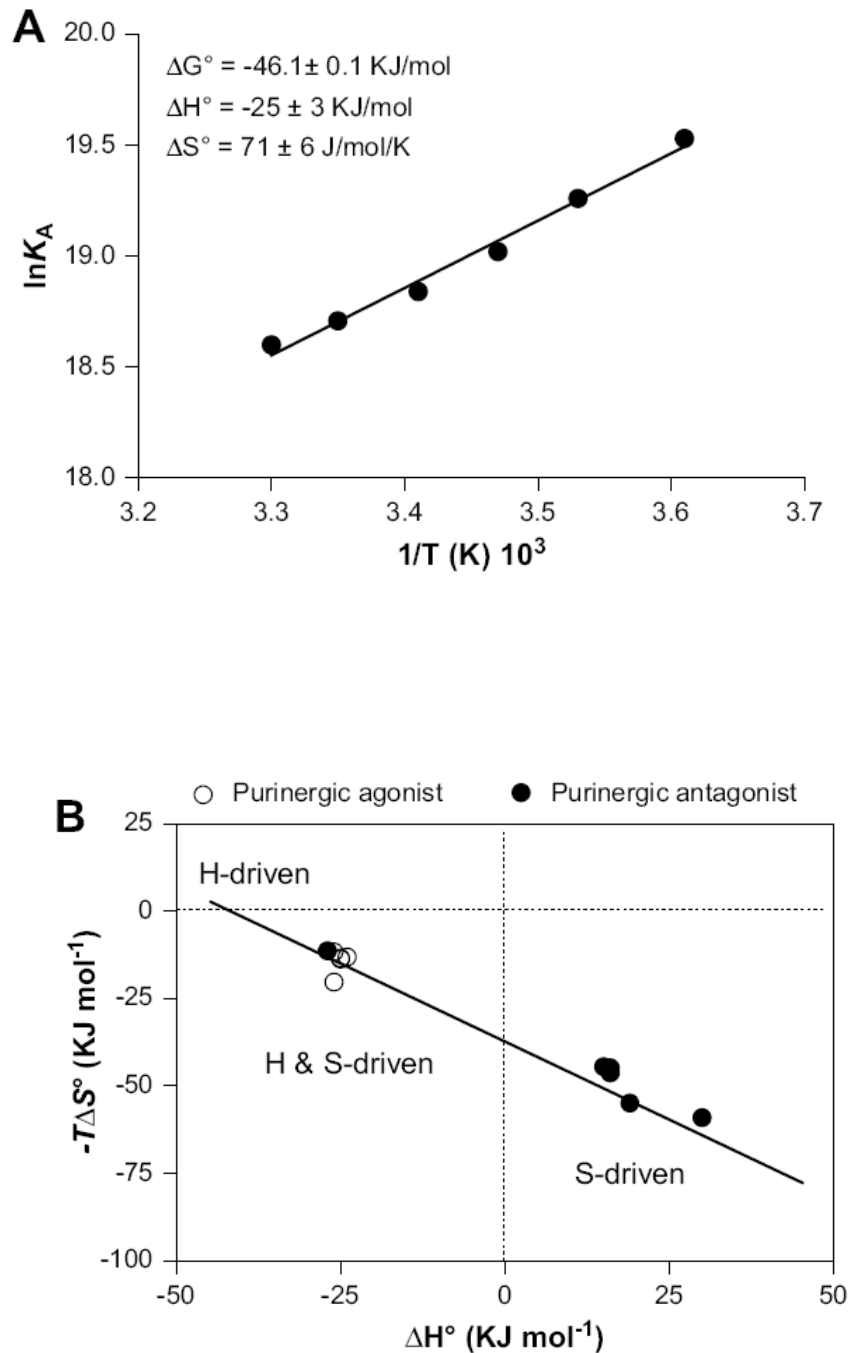 A
20.0
ΔG° = -46.1± 0.1 KJ/mol
ΔH° = -25 ± 3 KJ/mol
ΔS° = 71 ± 6 J/mol/K
19.5
19.0
18.5
18.0
lnKA
3.2 3.3 3.4 3.5 3.6 3.7
1/T (K) 10³
B
Purinergic agonist Purinergic antagonist
25
H-driven
0
-25
H & S-driven
-50
S-driven
-75
-100
-TΔS° (KJ mol⁻¹)
-50 -25 0 25 50
ΔH° (KJ mol⁻¹)